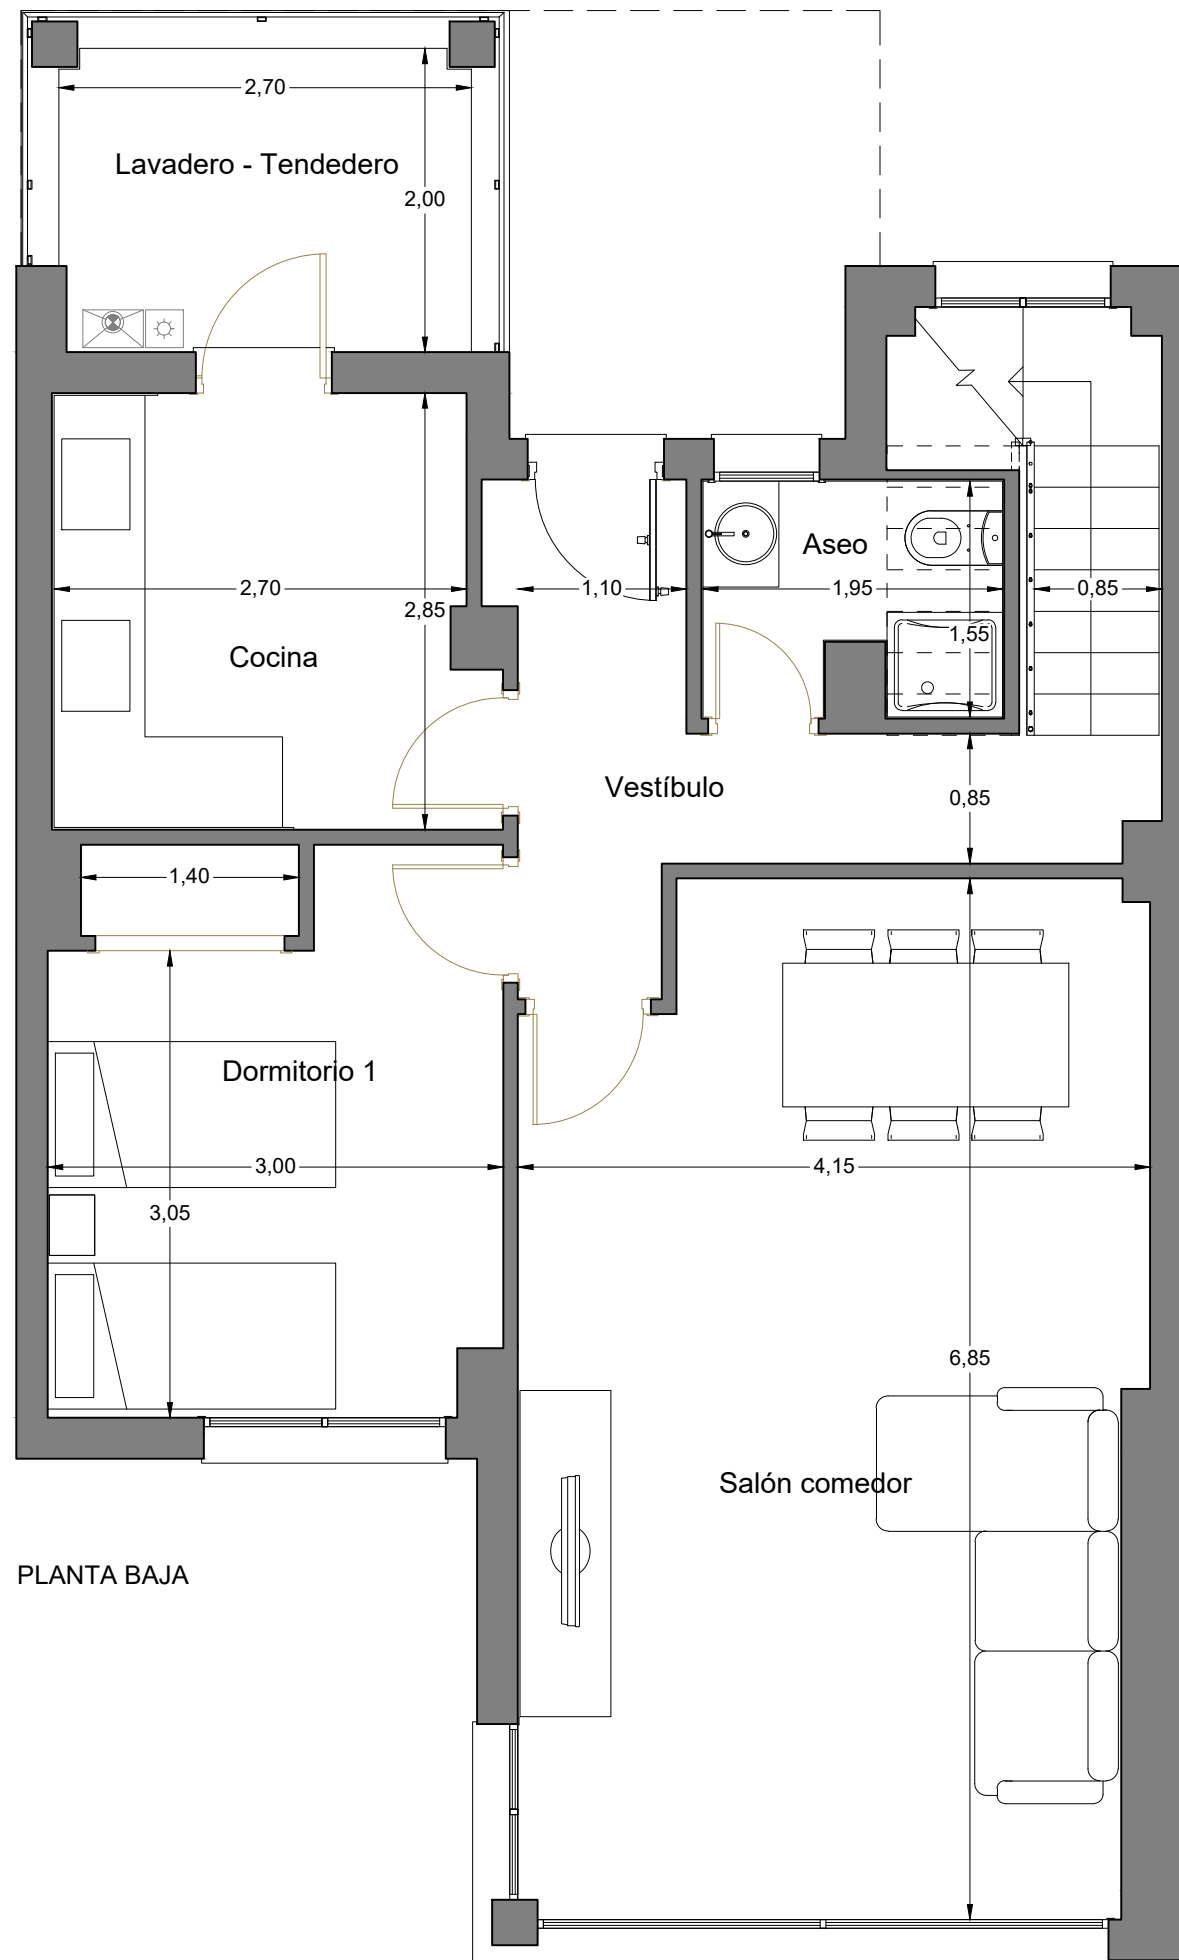 2,70
Lavadero - Tendedero
2,00
Aseo
2,70
2,85
1,10
1,95
0,85
1,55
Cocina
Vestíbulo
0,85
1,40
Dormitorio 1
3,00
4,15
3,05
6,85
Salón comedor
PLANTA BAJA